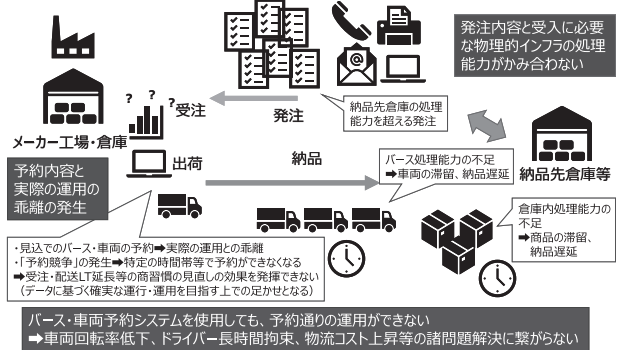 発注内容と受入に必要
な物理的インフラの処理
能力がかみ合わない
? ? ?
受注
発注
納品先倉庫の処理
能力を超える発注
メーカー工場・倉庫
出荷
納品
バース処理能力の不足
➡車両の滞留、納品遅延
納品先倉庫等
予約内容と
実際の運用の
乖離の発生
倉庫内処理能力の
不足
➡商品の滞留、
納品遅延
・見込でのバース・車両の予約➡実際の運用との乖離
・「予約競争」の発生➡特定の時間帯等で予約ができなくなる
➡受注・配送LT延長等の商習慣の見直しの効果を発揮できない
(データに基づく確実な運行・運用を目指す上での足かせとなる)
バース・車両予約システムを使用しても、予約通りの運用ができない
➡車両回転率低下、ドライバー長時間拘束、物流コスト上昇等の諸問題解決に繋がらない